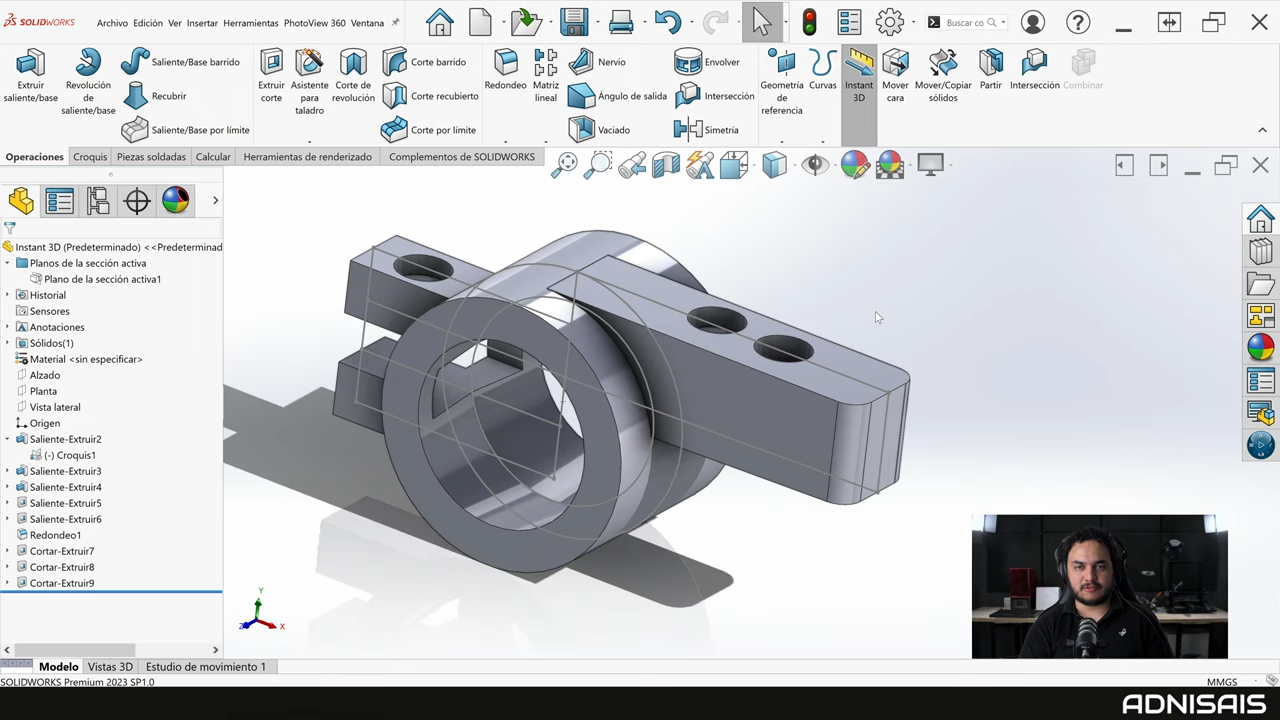 SOLIDWORKS
Archivo Edición Ver Insertar Herramientas PhotoView 360 Ventana
Buscar co
Extruir saliente/base
Revolución de saliente/base
Saliente/Base barrido
Recubrir
Saliente/Base por límite
Extruir corte
Asistente para taladro
Corte de revolución
Corte barrido
Corte recubierto
Corte por límite
Redondeo
Matriz lineal
Nervio
Ángulo de salida
Vaciado
Envolver
Intersección
Simetría
Geometría de referencia
Curvas
Instant 3D
Mover cara
Mover/Copiar sólidos
Partir
Intersección
Combinar
Operaciones Croquis Piezas soldadas Calcular Herramientas de renderizado Complementos de SOLIDWORKS
Instant 3D (Predeterminado) <<Predeterminad
Planos de la sección activa
Plano de la sección activa1
Historial
Sensores
Anotaciones
Sólidos(1)
Material <sin especificar>
Alzado
Planta
Vista lateral
Origen
Saliente-Extruir2
(-) Croquis1
Saliente-Extruir3
Saliente-Extruir4
Saliente-Extruir5
Saliente-Extruir6
Redondeo1
Cortar-Extruir7
Cortar-Extruir8
Cortar-Extruir9
Y
Z
X
Modelo Vistas 3D Estudio de movimiento 1
SOLIDWORKS Premium 2023 SP1.0
MMGS
ADNISAIS